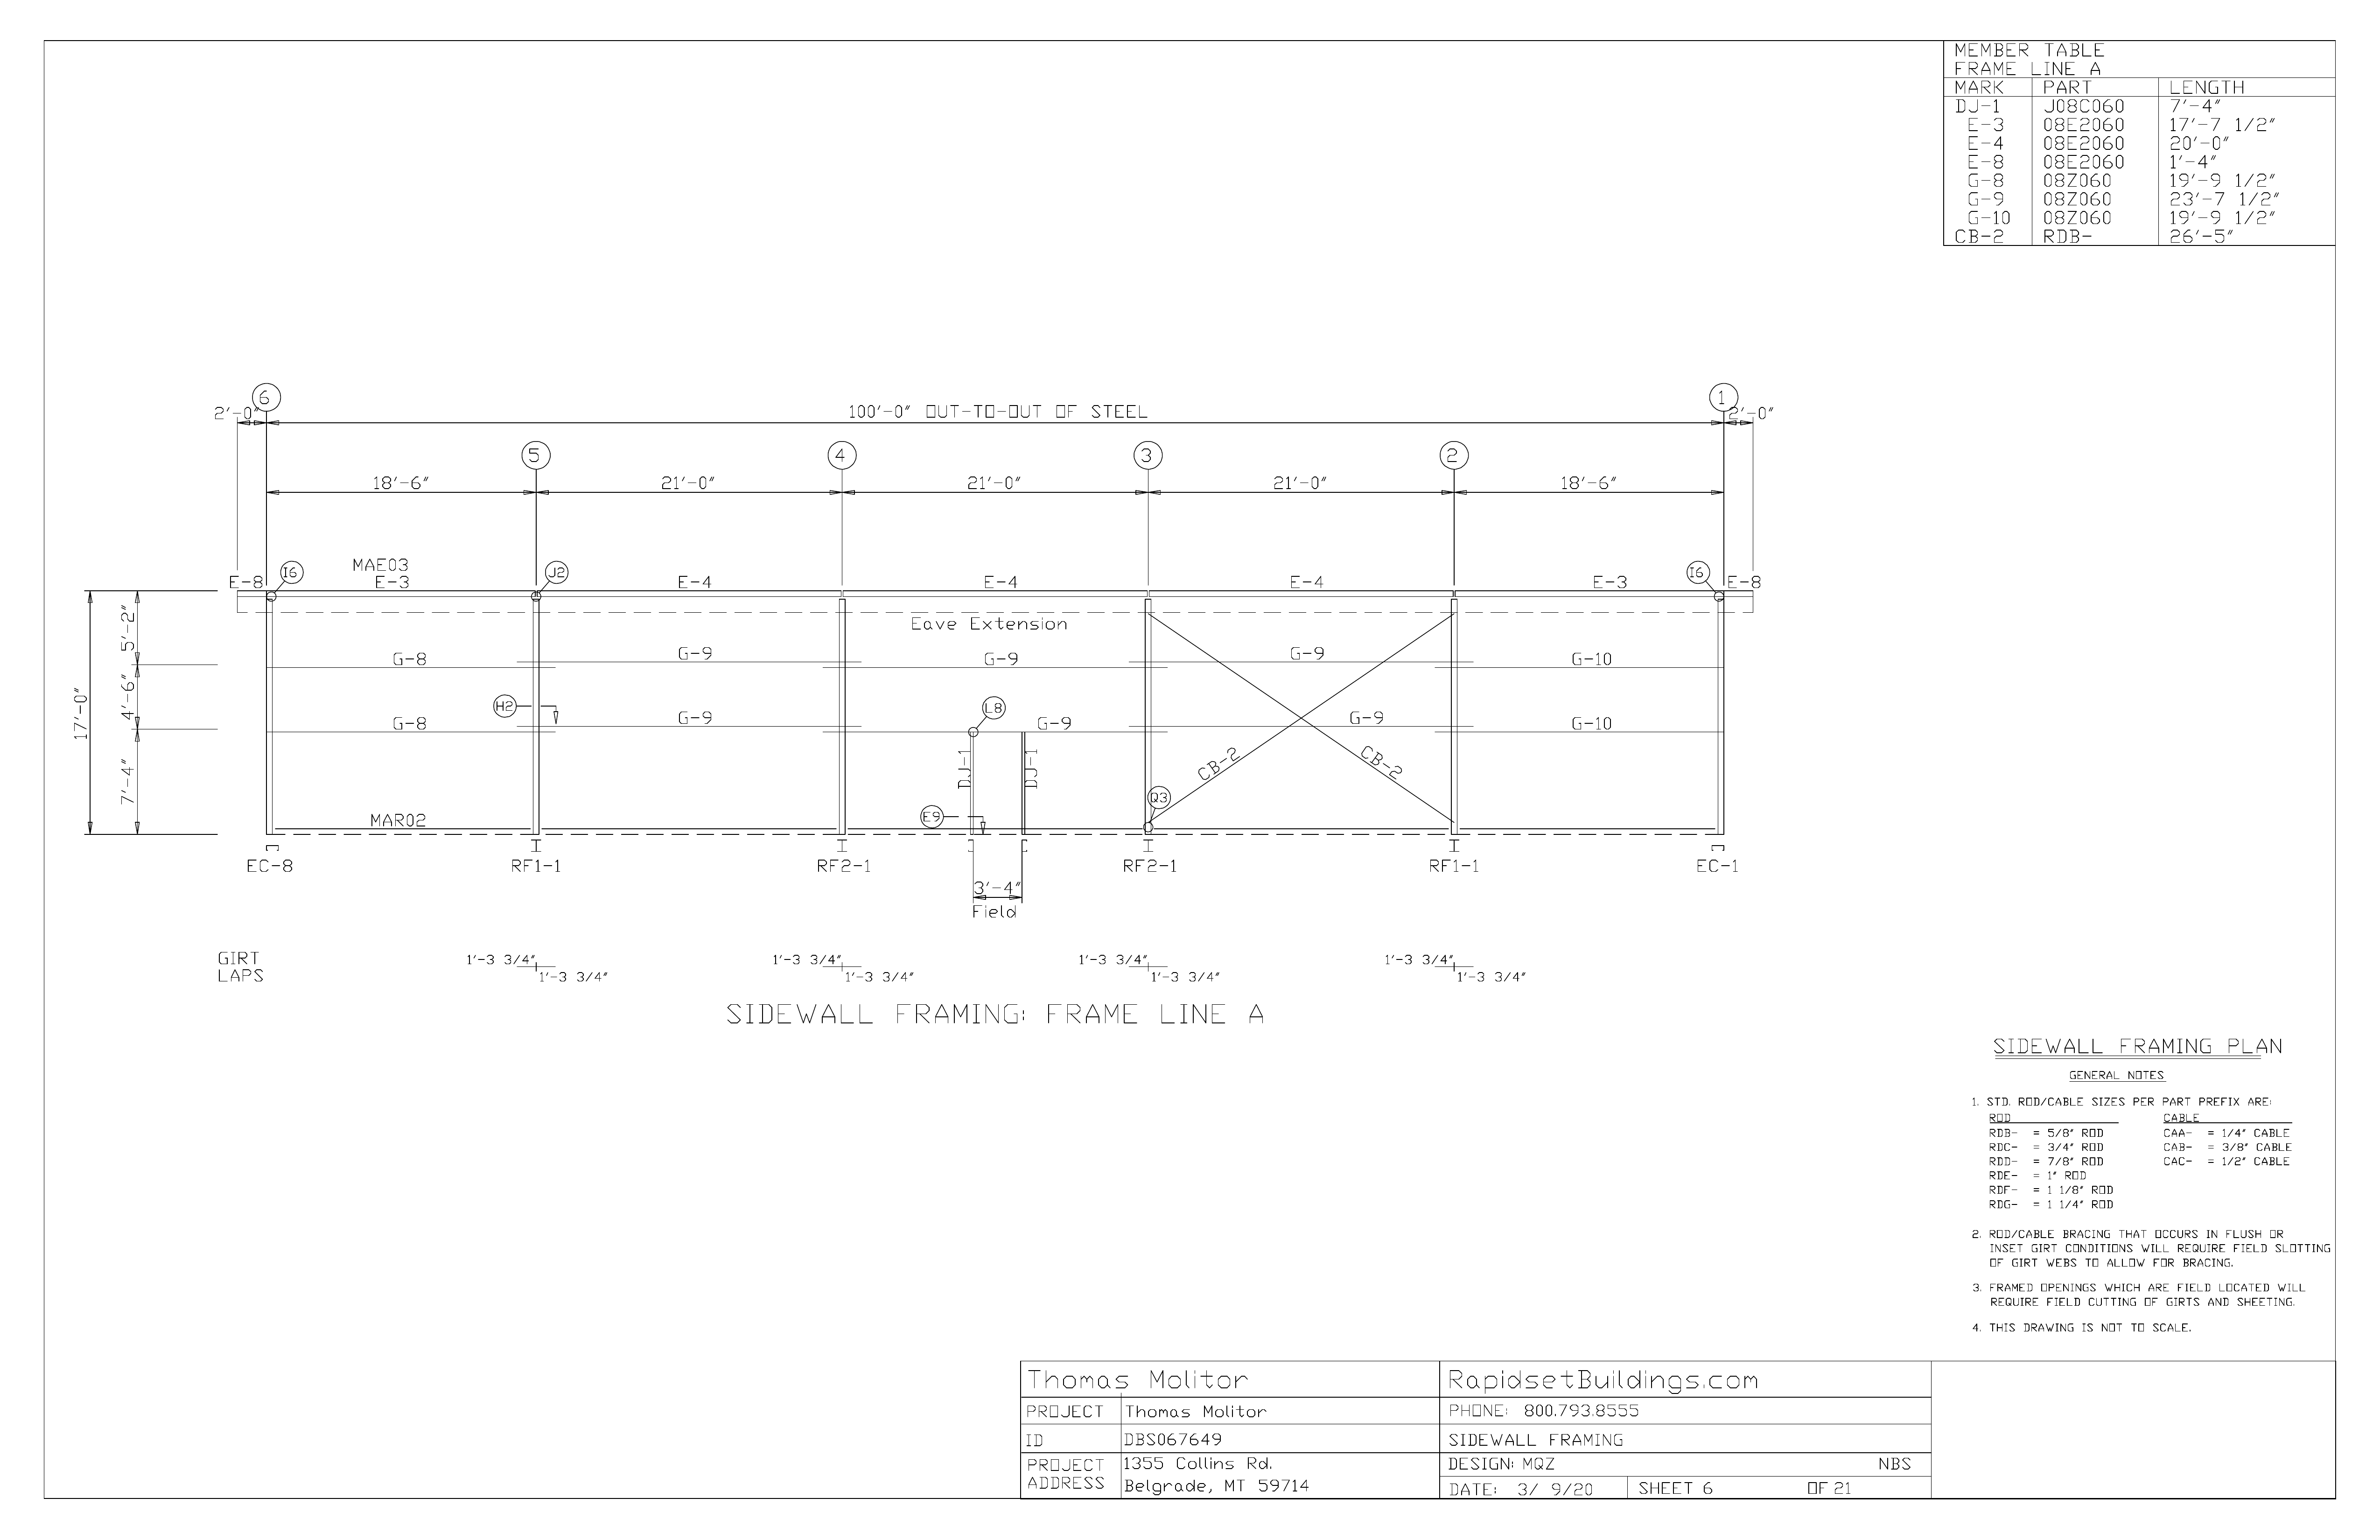 MEMBER TABLE
FRAME LINE A
MARK PART LENGTH
DJ-1 J08C060 7'-4"
E-3 08E2060 17'-7 1/2"
E-4 08E2060 20'-0"
E-8 08E2060 1'-4"
G-8 08Z060 19'-9 1/2"
G-9 08Z060 23'-7 1/2"
G-10 08Z060 19'-9 1/2"
CB-2 RDB- 26'-5"
6 1
2'-0" 100'-0" OUT-TO-OUT OF STEEL 2'-0"
5 4 3 2
18'-6" 21'-0" 21'-0" 21'-0" 18'-6"
MAE03
I6 J2 I6
E-8 E-3 E-4 E-4 E-4 E-3 E-8
Eave Extension
5'-2"
G-8 G-9 G-9 G-9 G-10
4'-6"
17'-0"
H2 L8
G-8 G-9 G-9 G-9 G-10
7'-4"
DJ-1 DJ-1 CB-2 CB-2
Q3
MAR02 E9
EC-8 RF1-1 RF2-1 RF2-1 RF1-1 EC-1
3'-4"
Field
GIRT
LAPS
1'-3 3/4" 1'-3 3/4" 1'-3 3/4" 1'-3 3/4"
1'-3 3/4" 1'-3 3/4" 1'-3 3/4" 1'-3 3/4"
SIDEWALL FRAMING: FRAME LINE A
SIDEWALL FRAMING PLAN
GENERAL NOTES
1. STD. ROD/CABLE SIZES PER PART PREFIX ARE:
ROD CABLE
RDB- = 5/8" ROD CAA- = 1/4" CABLE
RDC- = 3/4" ROD CAB- = 3/8" CABLE
RDD- = 7/8" ROD CAC- = 1/2" CABLE
RDE- = 1" ROD
RDF- = 1 1/8" ROD
RDG- = 1 1/4" ROD
2. ROD/CABLE BRACING THAT OCCURS IN FLUSH OR
INSET GIRT CONDITIONS WILL REQUIRE FIELD SLOTTING
OF GIRT WEBS TO ALLOW FOR BRACING.
3. FRAMED OPENINGS WHICH ARE FIELD LOCATED WILL
REQUIRE FIELD CUTTING OF GIRTS AND SHEETING.
4. THIS DRAWING IS NOT TO SCALE.
Thomas Molitor
PROJECT Thomas Molitor
ID DBS067649
PROJECT ADDRESS 1355 Collins Rd.
Belgrade, MT 59714
RapidsetBuildings.com
PHONE: 800.793.8555
SIDEWALL FRAMING
DESIGN: MQZ NBS
DATE: 3/ 9/20 SHEET 6 OF 21